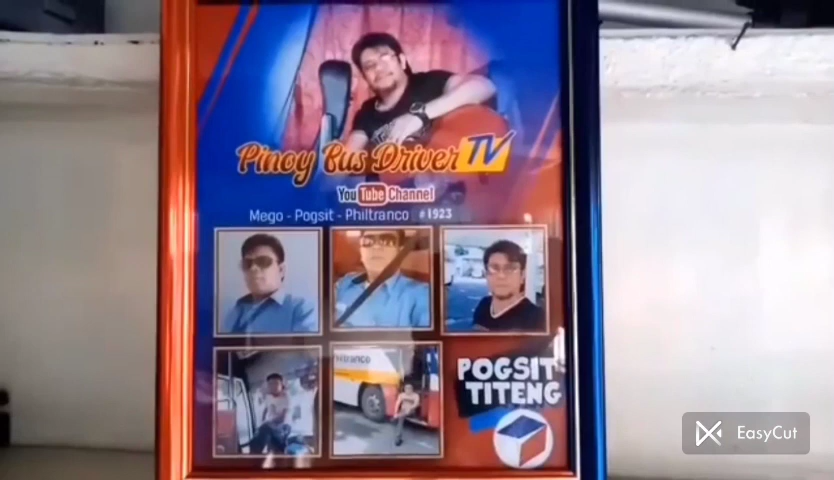 Pinoy Bus Driver TV
YouTube Channel
Mego - Pogsit - Philtranco #1923
POGSIT
TITENG
EasyCut